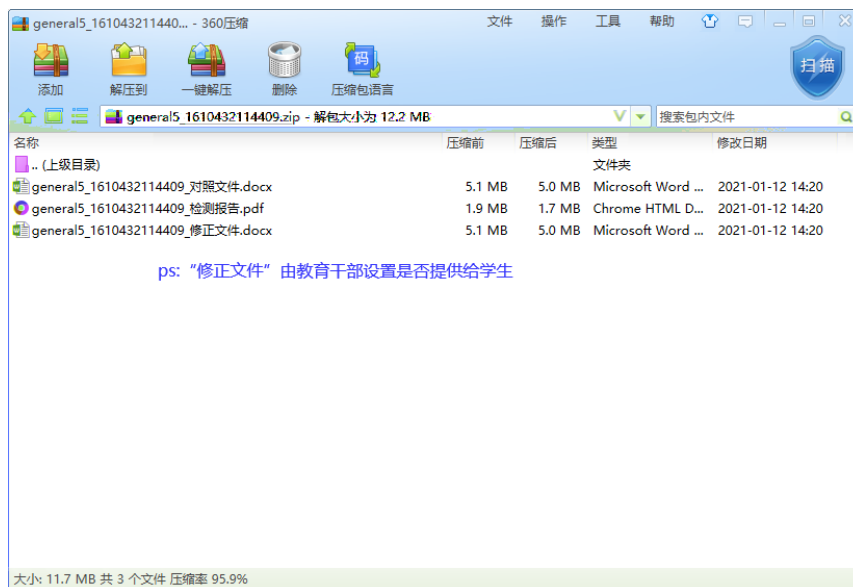 general5_161043211440... - 360压缩 文件 操作 工具 帮助
码
扫描
添加 解压到 一键解压 删除 压缩包语言
general5_1610432114409.zip - 解包大小为 12.2 MB 搜索包内文件
名称 压缩前 压缩后 类型 修改日期
.. (上级目录) 文件夹
general5_1610432114409_对照文件.docx 5.1 MB 5.0 MB Microsoft Word ... 2021-01-12 14:20
general5_1610432114409_检测报告.pdf 1.9 MB 1.7 MB Chrome HTML D... 2021-01-12 14:20
general5_1610432114409_修正文件.docx 5.1 MB 5.0 MB Microsoft Word ... 2021-01-12 14:20
ps: “修正文件”由教育干部设置是否提供给学生
大小: 11.7 MB 共 3 个文件 压缩率 95.9%